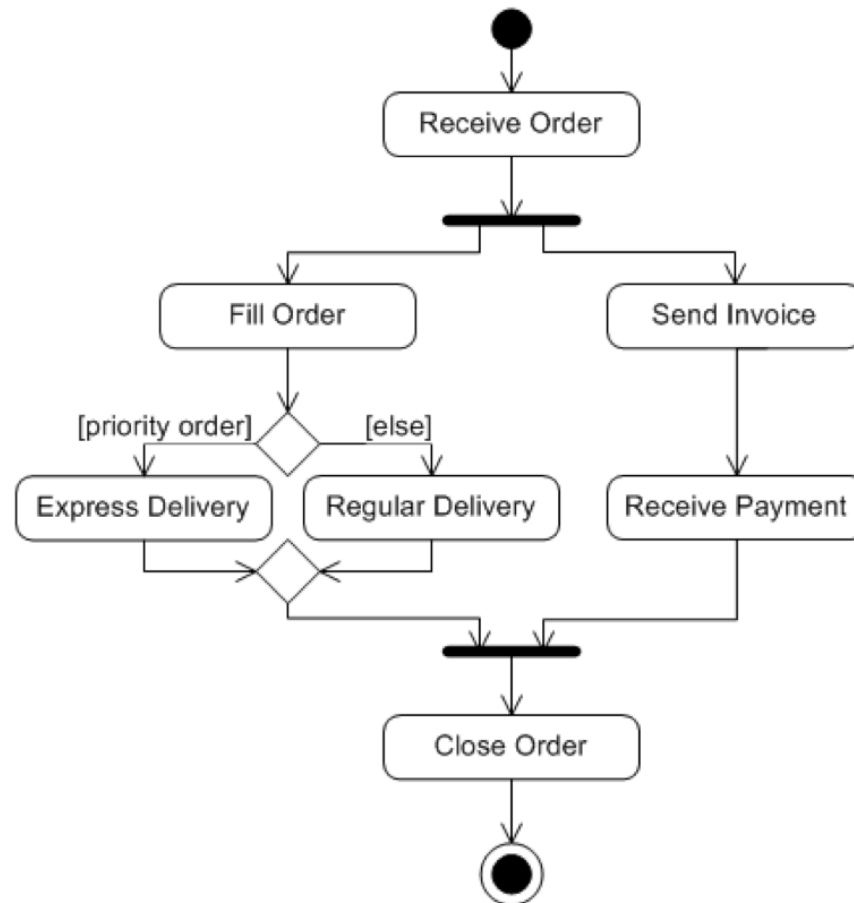 Receive Order
Fill Order
Send Invoice
[priority order]
[else]
Express Delivery
Regular Delivery
Receive Payment
Close Order